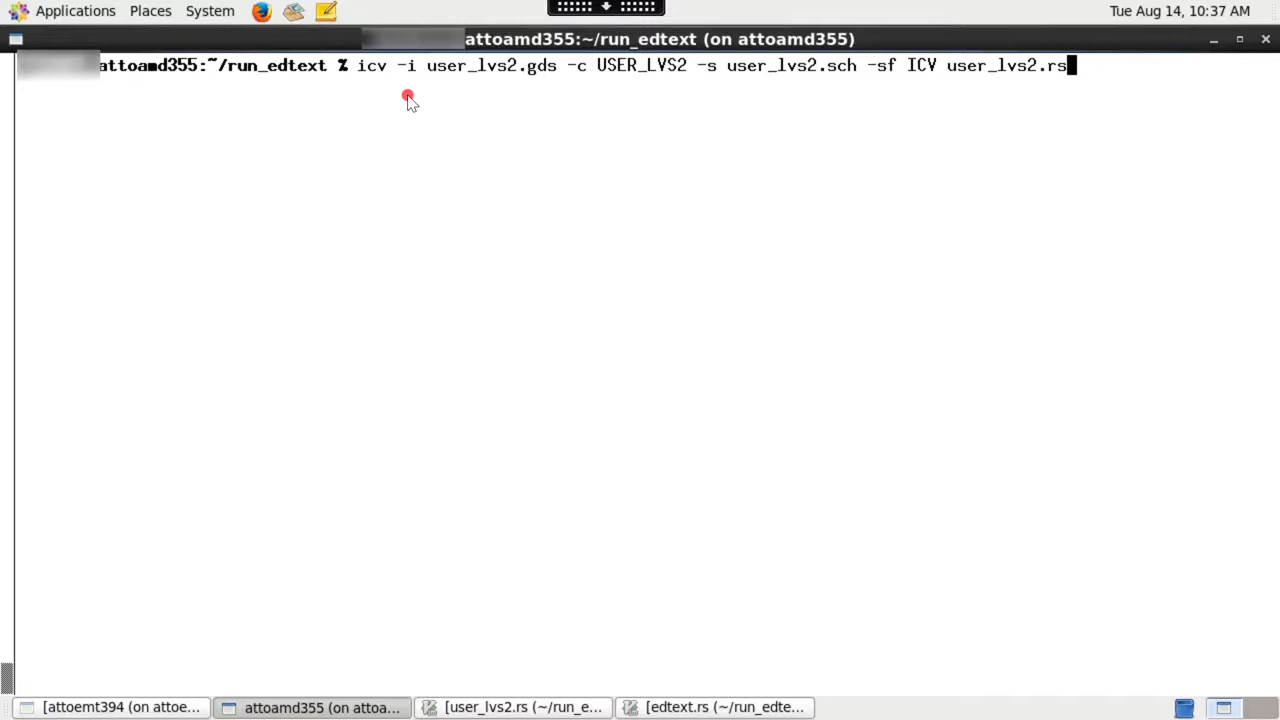 Applications Places System Tue Aug 14, 10:37 AM
attoamd355:~/run_edtext (on attoamd355)
attoamd355:~/run_edtext % icv -i user_lvs2.gds -c USER_LVS2 -s user_lvs2.sch -sf ICV user_lvs2.rs
[attoemt394 (on attoe... attoamd355 (on attoa... [user_lvs2.rs (~/run_e... [edtext.rs (~/run_edte...